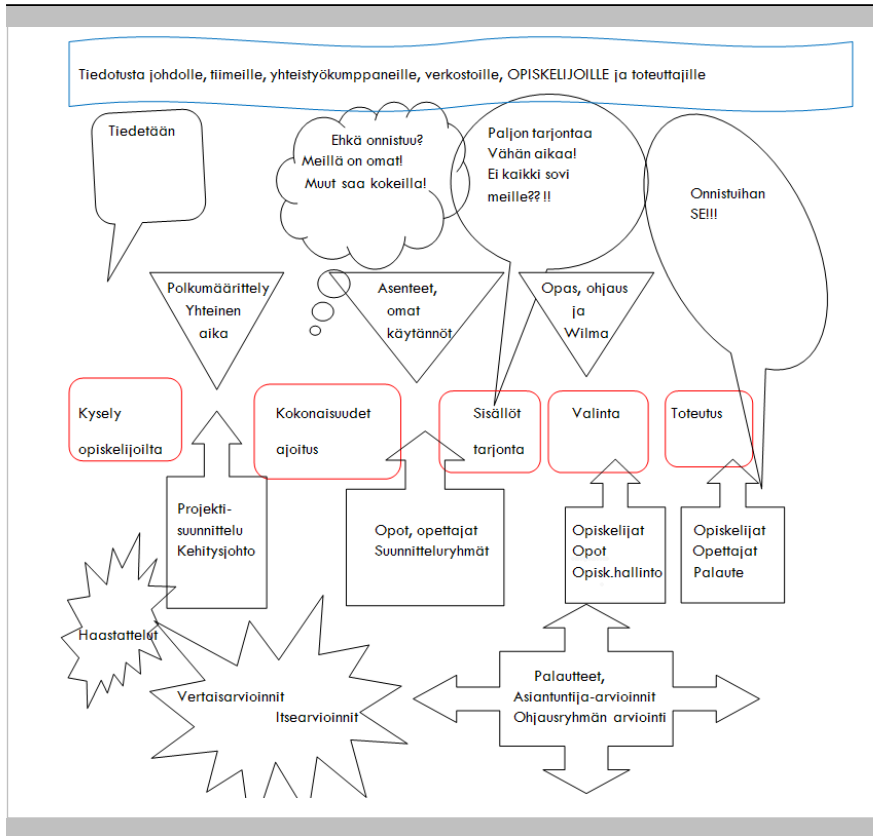 Tiedotusta johdolle, tiimeille, yhteistyökumppaneille, verkostoille, OPISKELIJOILLE ja toteuttajille
Tiedetään
Ehkä onnistuu?
Meillä on omat!
Muut saa kokeilla!
Paljon tarjontaa
Vähän aikaa!
Ei kaikki sovi
meille?? !!
Onnistuihan
SE!!!
Polkumäärittely
Yhteinen
aika
Asenteet,
omat
käytännöt
Opas, ohjaus
ja
Wilma
Kysely
opiskelijoilta
Kokonaisuudet
ajoitus
Sisällöt
tarjonta
Valinta
Toteutus
Projekti-
suunnittelu
Kehitysjohto
Opot, opettajat
Suunnitteluryhmät
Opiskelijat
Opot
Opisk.hallinto
Opiskelijat
Opettajat
Palaute
Haastattelut
Vertaisarvioinnit
Itsearvioinnit
Palautteet,
Asiantuntija-arvioinnit
Ohjausryhmän arviointi